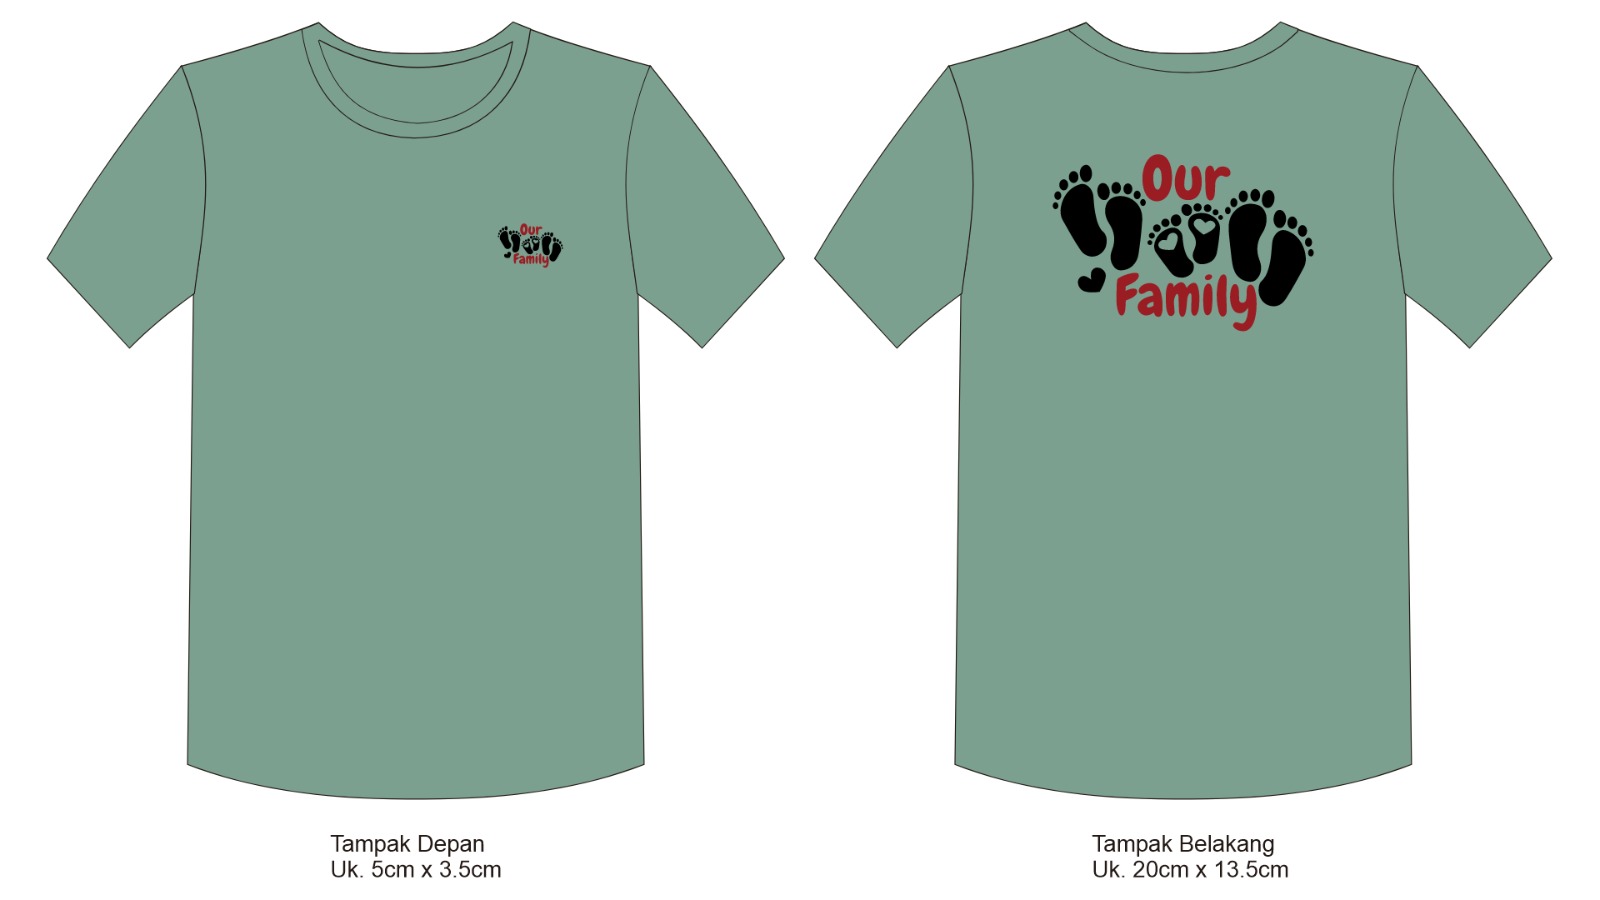 Our
Family
Our
Family
Tampak Depan
Uk. 5cm x 3.5cm
Tampak Belakang
Uk. 20cm x 13.5cm